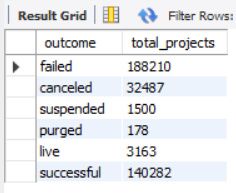 Result Grid Filter Rows:
outcome total_projects
failed 188210
canceled 32487
suspended 1500
purged 178
live 3163
successful 140282